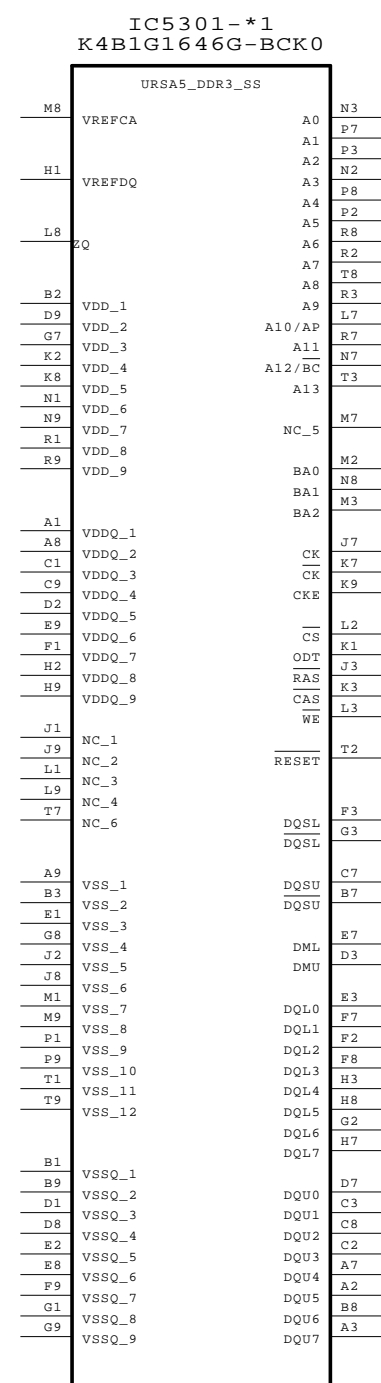 IC5301-*1
K4B1G1646G-BCK0
URSA5_DDR3_SS
M8 VREFCA
H1 VREFDQ
L8 ZQ
B2 VDD_1
D9 VDD_2
G7 VDD_3
K2 VDD_4
K8 VDD_5
N1 VDD_6
N9 VDD_7
R1 VDD_8
R9 VDD_9
A1 VDDQ_1
A8 VDDQ_2
C1 VDDQ_3
C9 VDDQ_4
D2 VDDQ_5
E9 VDDQ_6
F1 VDDQ_7
H2 VDDQ_8
H9 VDDQ_9
J1 NC_1
J9 NC_2
L1 NC_3
L9 NC_4
T7 NC_6
A9 VSS_1
B3 VSS_2
E1 VSS_3
G8 VSS_4
J2 VSS_5
J8 VSS_6
M1 VSS_7
M9 VSS_8
P1 VSS_9
P9 VSS_10
T1 VSS_11
T9 VSS_12
B1 VSSQ_1
B9 VSSQ_2
D1 VSSQ_3
D8 VSSQ_4
E2 VSSQ_5
E8 VSSQ_6
F9 VSSQ_7
G1 VSSQ_8
G9 VSSQ_9
A0 N3
A1 P7
A2 P3
A3 N2
A4 P8
A5 P2
A6 R8
A7 R2
A8 T8
A9 R3
A10/AP L7
A11 R7
A12/BC N7
A13 T3
NC_5 M7
BA0 M2
BA1 N8
BA2 M3
CK J7
CK K7
CKE K9
CS L2
ODT K1
RAS J3
CAS K3
WE L3
RESET T2
DQSL F3
DQSL G3
DQSU C7
DQSU B7
DML E7
DMU D3
DQL0 E3
DQL1 F7
DQL2 F2
DQL3 F8
DQL4 H3
DQL5 H8
DQL6 G2
DQL7 H7
DQU0 D7
DQU1 C3
DQU2 C8
DQU3 C2
DQU4 A7
DQU5 A2
DQU6 B8
DQU7 A3